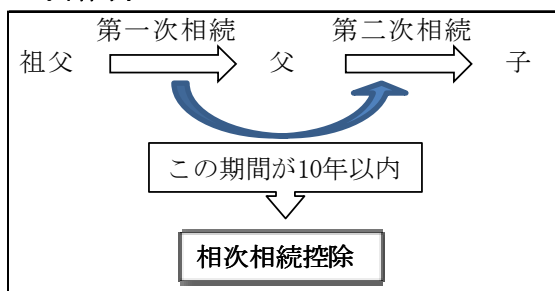 第一次相続
第二次相続
祖父
父
子
この期間が10年以内
相次相続控除